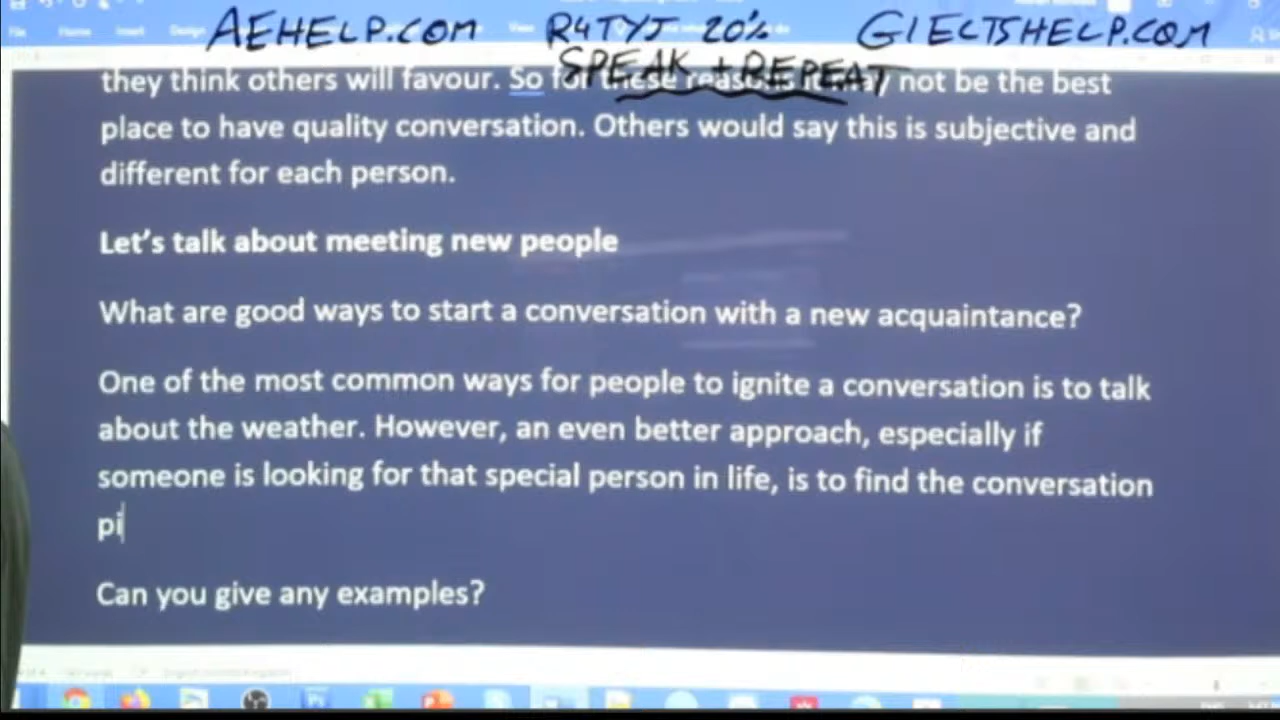 AEHELP.COM R4TYJ 20% GIELTSHELP.COM
SPEAK + REPEAT
they think others will favour. So for these reasons it may not be the best
place to have quality conversation. Others would say this is subjective and
different for each person.
Let's talk about meeting new people
What are good ways to start a conversation with a new acquaintance?
One of the most common ways for people to ignite a conversation is to talk
about the weather. However, an even better approach, especially if
someone is looking for that special person in life, is to find the conversation
pi
Can you give any examples?